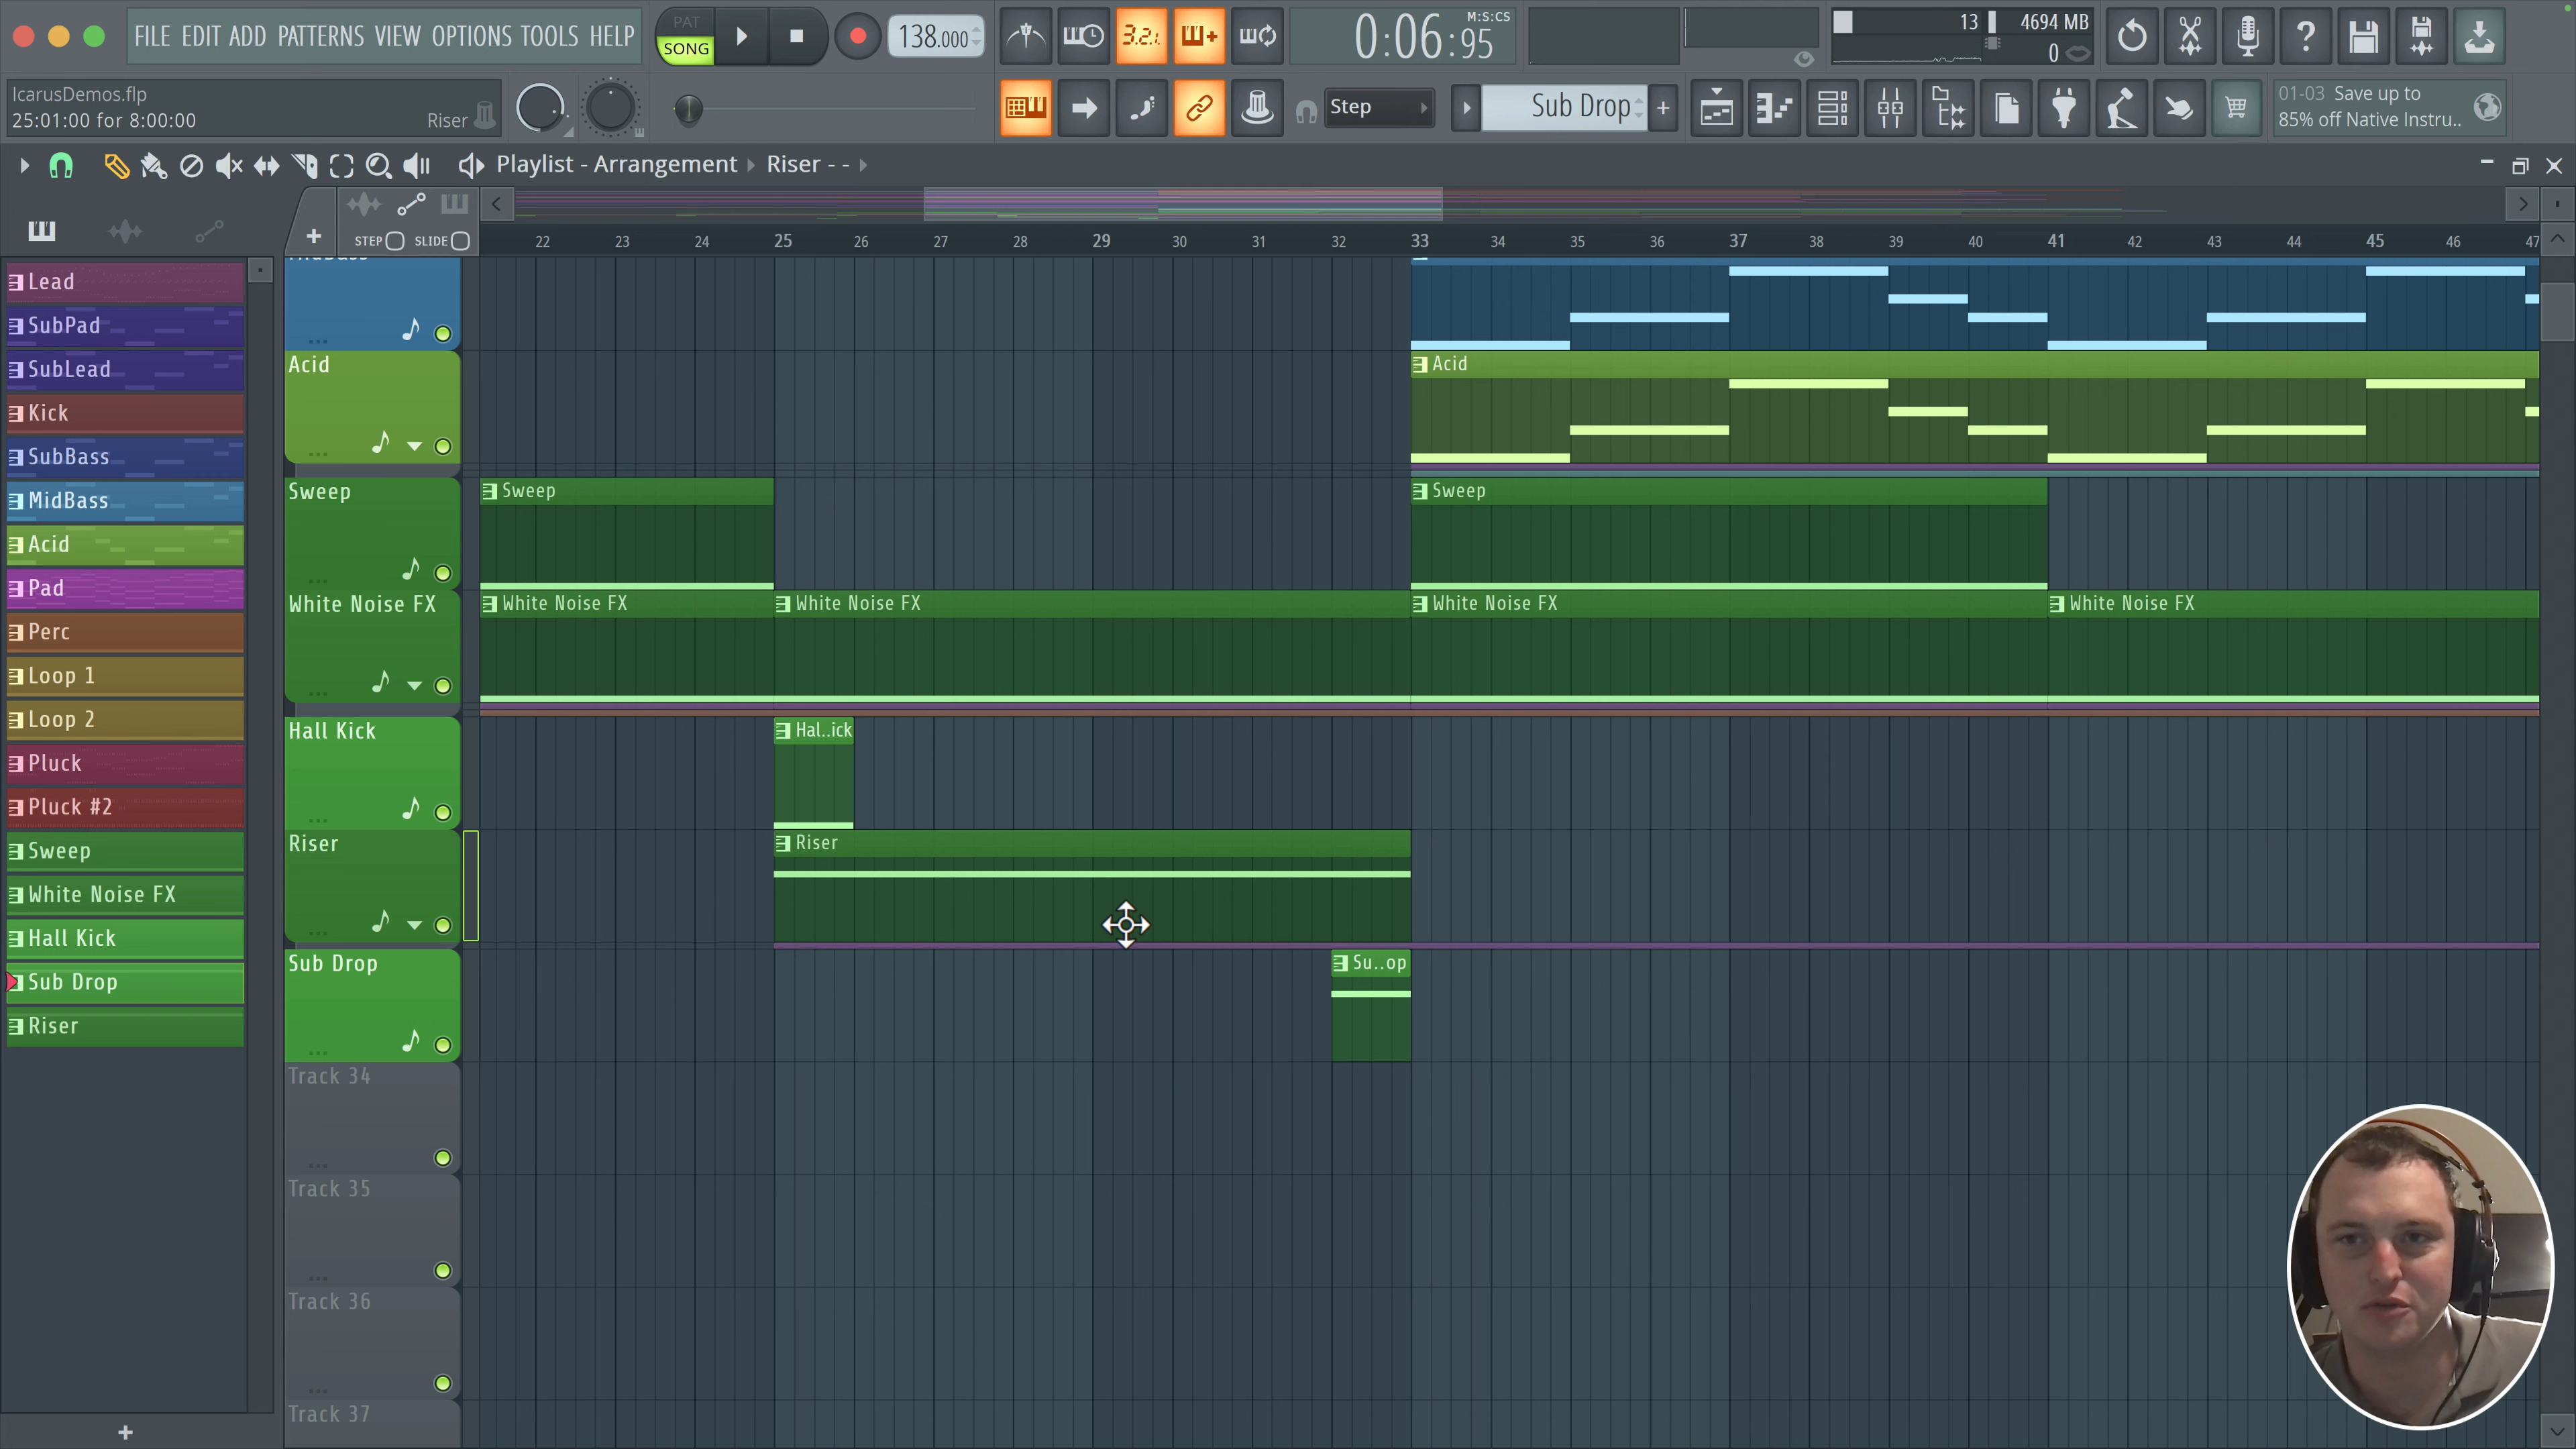 FILE EDIT ADD PATTERNS VIEW OPTIONS TOOLS HELP
PAT
SONG
138.000
3.2.1
0:06:95
M:S:CS
13
4694 MB
0
IcarusDemos.flp
25:01:00 for 8:00:00
Riser
Step
Sub Drop
01-03 Save up to
85% off Native Instru..
Playlist - Arrangement
Riser - -
STEP
SLIDE
22 23 24 25 26 27 28 29 30 31 32 33 34 35 36 37 38 39 40 41 42 43 44 45 46 47
Lead
SubPad
SubLead
Kick
SubBass
MidBass
Acid
Pad
Perc
Loop 1
Loop 2
Pluck
Pluck #2
Sweep
White Noise FX
Hall Kick
Sub Drop
Riser
Acid
Acid
Sweep
Sweep
Sweep
White Noise FX
White Noise FX
White Noise FX
White Noise FX
White Noise FX
Hall Kick
Hal..ick
Riser
Riser
Sub Drop
Su..op
Track 34
Track 35
Track 36
Track 37